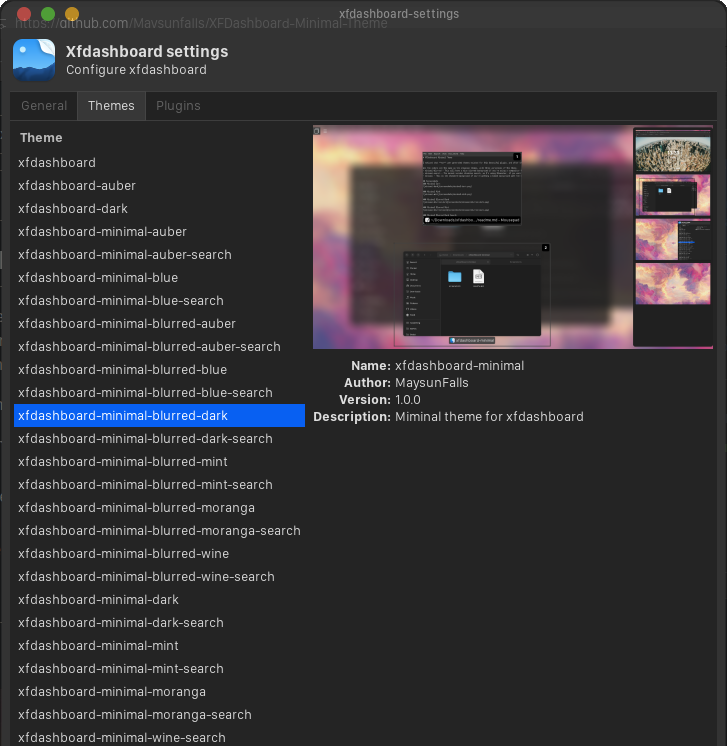 https://github.com/Maysunfalls/XFDashboard-Minimal-Theme
xfdashboard-settings
Xfdashboard settings
Configure xfdashboard
General Themes Plugins
Theme
xfdashboard
xfdashboard-auber
xfdashboard-dark
xfdashboard-minimal-auber
xfdashboard-minimal-auber-search
xfdashboard-minimal-blue
xfdashboard-minimal-blue-search
xfdashboard-minimal-blurred-auber
xfdashboard-minimal-blurred-auber-search
xfdashboard-minimal-blurred-blue
xfdashboard-minimal-blurred-blue-search
xfdashboard-minimal-blurred-dark
xfdashboard-minimal-blurred-dark-search
xfdashboard-minimal-blurred-mint
xfdashboard-minimal-blurred-mint-search
xfdashboard-minimal-blurred-moranga
xfdashboard-minimal-blurred-moranga-search
xfdashboard-minimal-blurred-wine
xfdashboard-minimal-blurred-wine-search
xfdashboard-minimal-dark
xfdashboard-minimal-dark-search
xfdashboard-minimal-mint
xfdashboard-minimal-mint-search
xfdashboard-minimal-moranga
xfdashboard-minimal-moranga-search
xfdashboard-minimal-wine-search
Name: xfdashboard-minimal
Author: MaysunFalls
Version: 1.0.0
Description: Miminal theme for xfdashboard